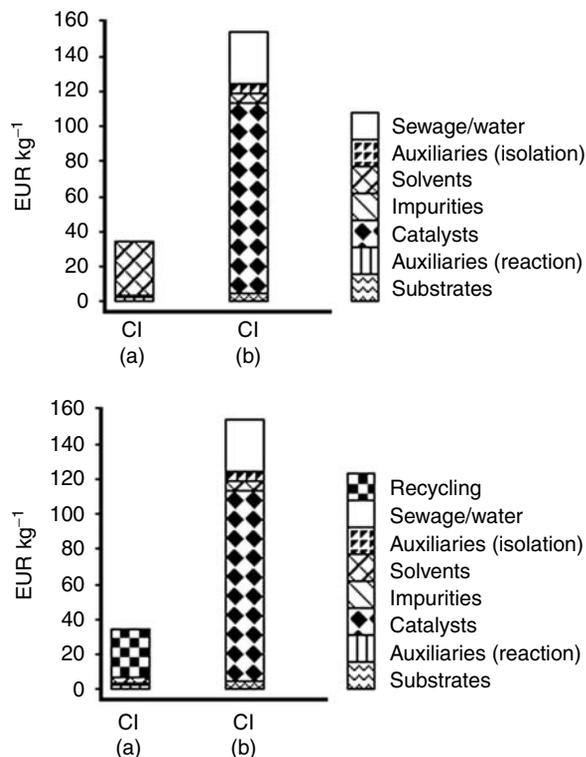 160
140
120
100
80
60
40
20
0
EUR kg⁻¹
CI
(a)
CI
(b)
Sewage/water
Auxiliaries (isolation)
Solvents
Impurities
Catalysts
Auxiliaries (reaction)
Substrates
160
140
120
100
80
60
40
20
0
EUR kg⁻¹
CI
(a)
CI
(b)
Recycling
Sewage/water
Auxiliaries (isolation)
Solvents
Impurities
Catalysts
Auxiliaries (reaction)
Substrates